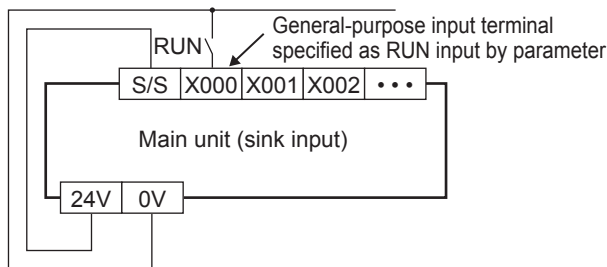 General-purpose input terminal
specified as RUN input by parameter
RUN
S/S X000 X001 X002 •••
Main unit (sink input)
24V 0V